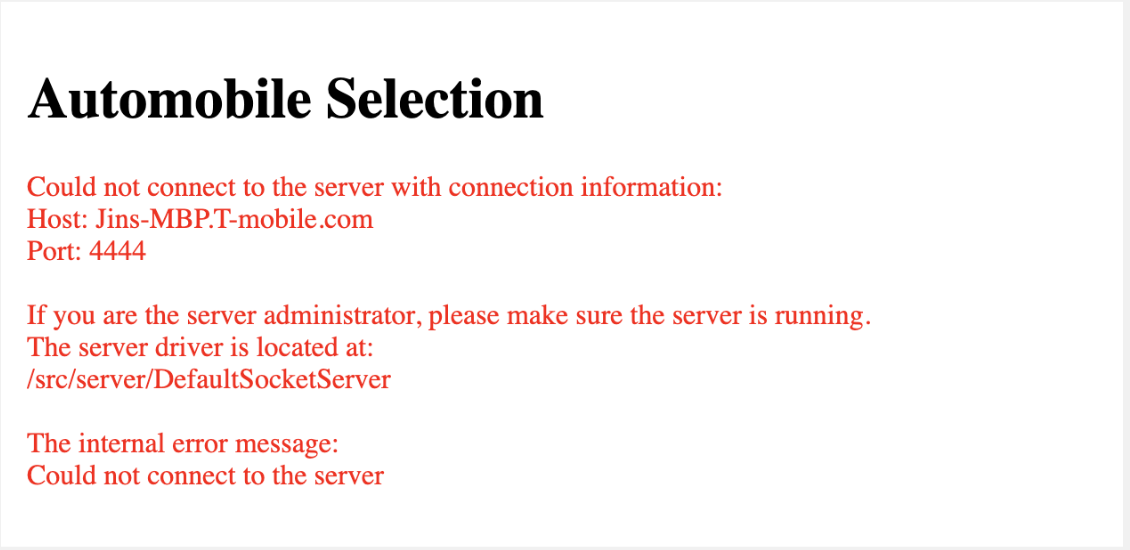 Automobile Selection
Could not connect to the server with connection information:
Host: Jins-MBP.T-mobile.com
Port: 4444
If you are the server administrator, please make sure the server is running.
The server driver is located at:
/src/server/DefaultSocketServer
The internal error message:
Could not connect to the server